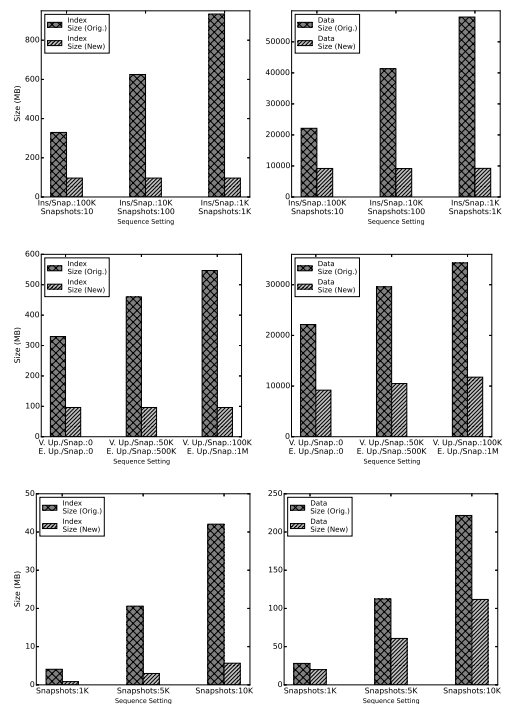 Index
Size (Orig.)
Index
Size (New)
800
600
400
200
0
Size (MB)
Ins/Snap.:100K
Snapshots:10
Ins/Snap.:10K
Snapshots:100
Ins/Snap.:1K
Snapshots:1K
Sequence Setting
Data
Size (Orig.)
Data
Size (New)
50000
40000
30000
20000
10000
0
Ins/Snap.:100K
Snapshots:10
Ins/Snap.:10K
Snapshots:100
Ins/Snap.:1K
Snapshots:1K
Sequence Setting
Index
Size (Orig.)
Index
Size (New)
600
500
400
300
200
100
0
Size (MB)
V. Up./Snap.:0
E. Up./Snap.:0
V. Up./Snap.:50K
E. Up./Snap.:500K
V. Up./Snap.:100K
E. Up./Snap.:1M
Sequence Setting
Data
Size (Orig.)
Data
Size (New)
30000
20000
10000
0
V. Up./Snap.:0
E. Up./Snap.:0
V. Up./Snap.:50K
E. Up./Snap.:500K
V. Up./Snap.:100K
E. Up./Snap.:1M
Sequence Setting
Index
Size (Orig.)
Index
Size (New)
50
40
30
20
10
0
Size (MB)
Snapshots:1K
Snapshots:5K
Snapshots:10K
Sequence Setting
Data
Size (Orig.)
Data
Size (New)
250
200
150
100
50
0
Snapshots:1K
Snapshots:5K
Snapshots:10K
Sequence Setting